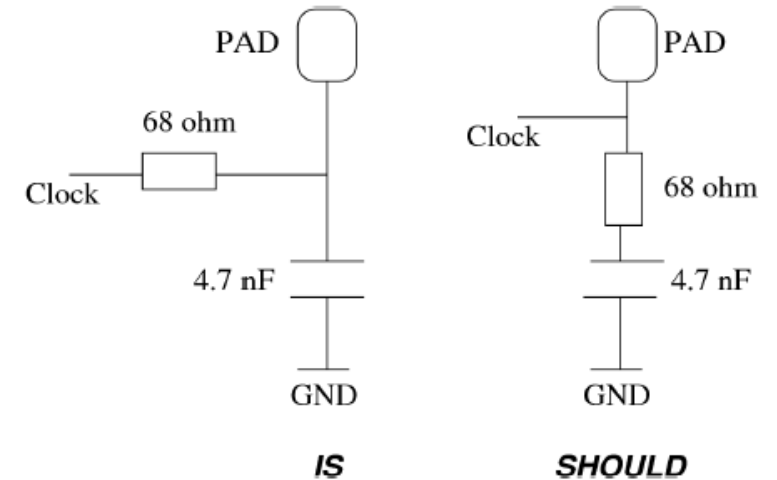 PAD
68 ohm
Clock
4.7 nF
GND
IS
PAD
Clock
68 ohm
4.7 nF
GND
SHOULD